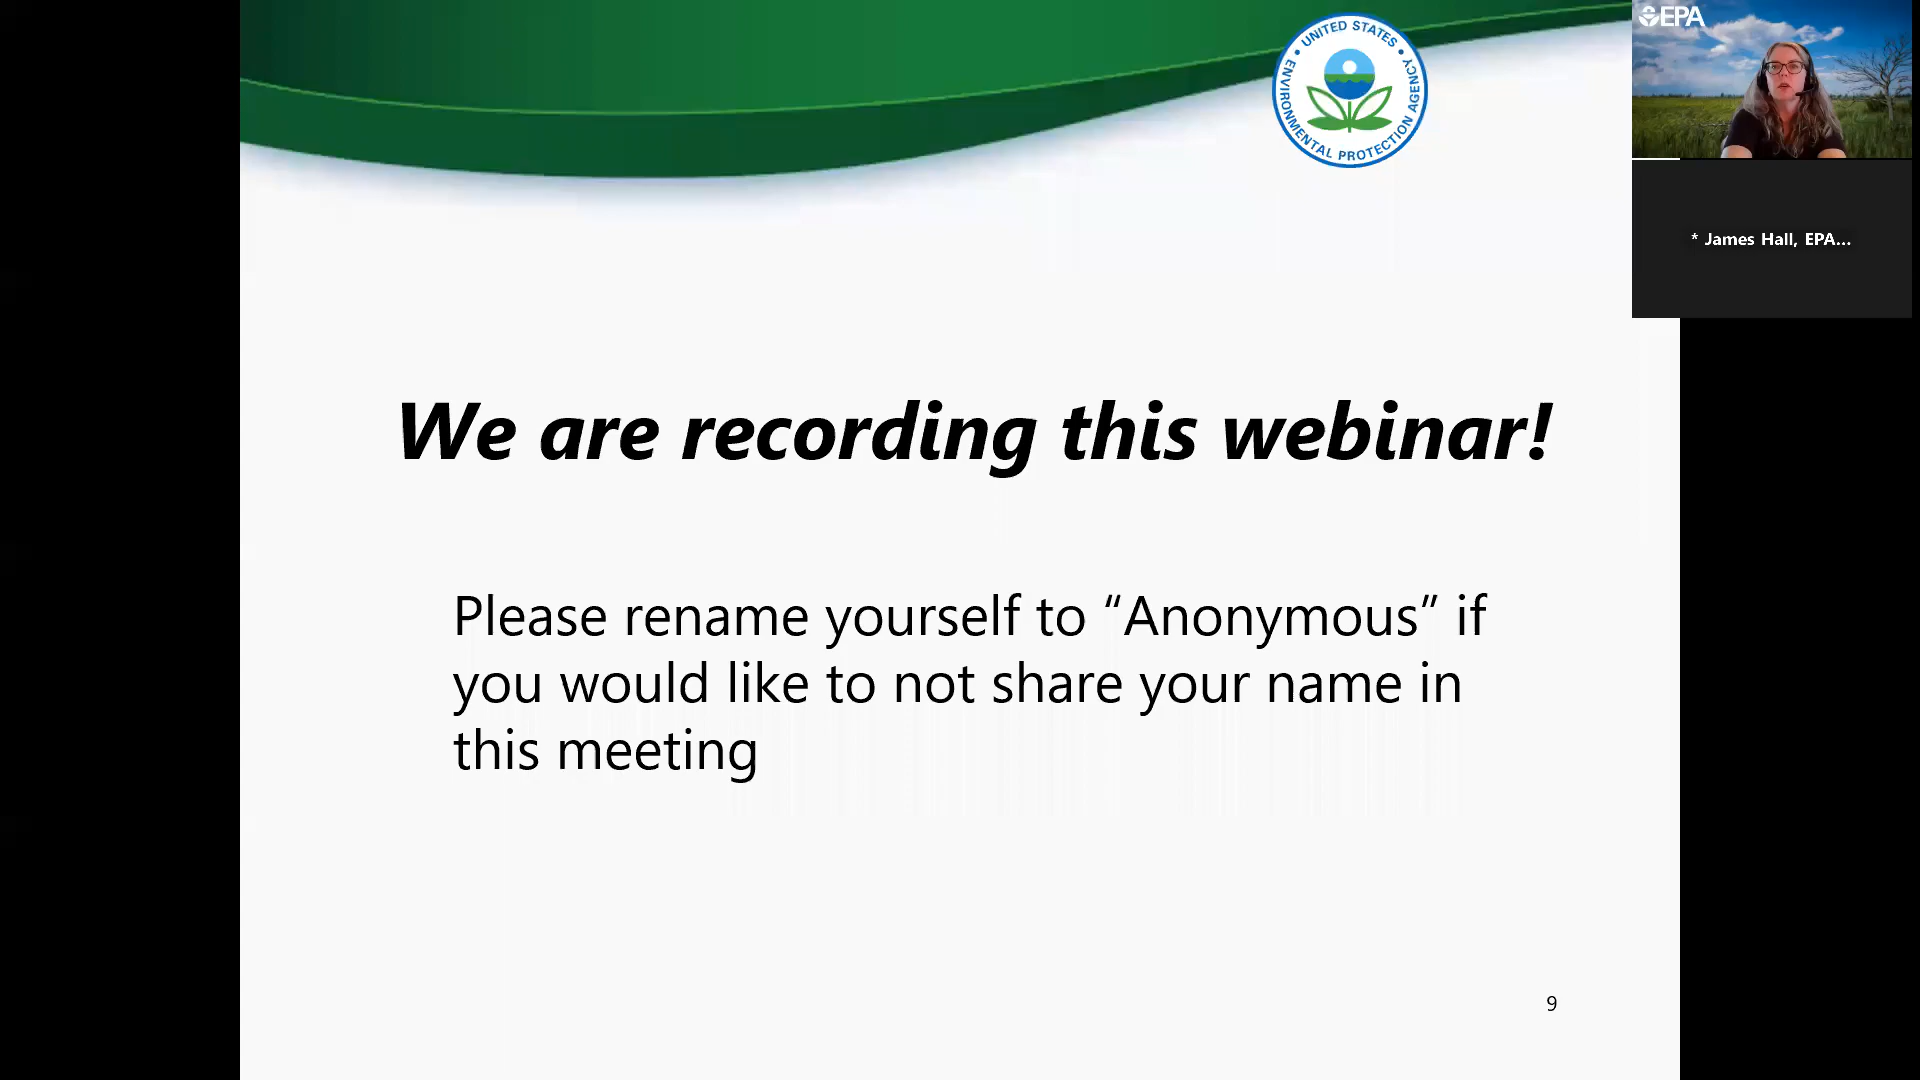 UNITED STATES
ENVIRONMENTAL PROTECTION AGENCY
EPA
* James Hall, EPA...
We are recording this webinar!
Please rename yourself to “Anonymous” if
you would like to not share your name in
this meeting
9